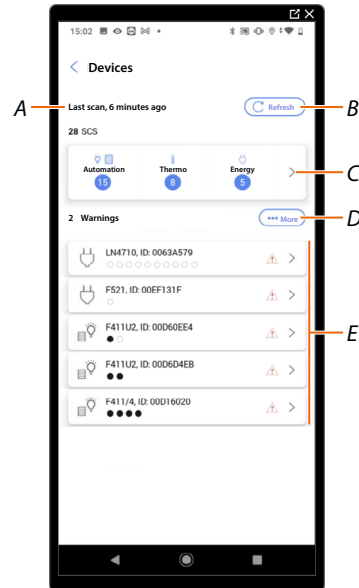 15:02
Devices
A
Last scan, 6 minutes ago
Refresh
B
28 SCS
Automation Thermo Energy
15 8 5
C
2 Warnings
More
D
LN4710, ID: 0063A579
F521, ID: 00EF131F
F411U2, ID: 00D60EE4
E
F411U2, ID: 00D6D4EB
F411/4, ID: 00D16020